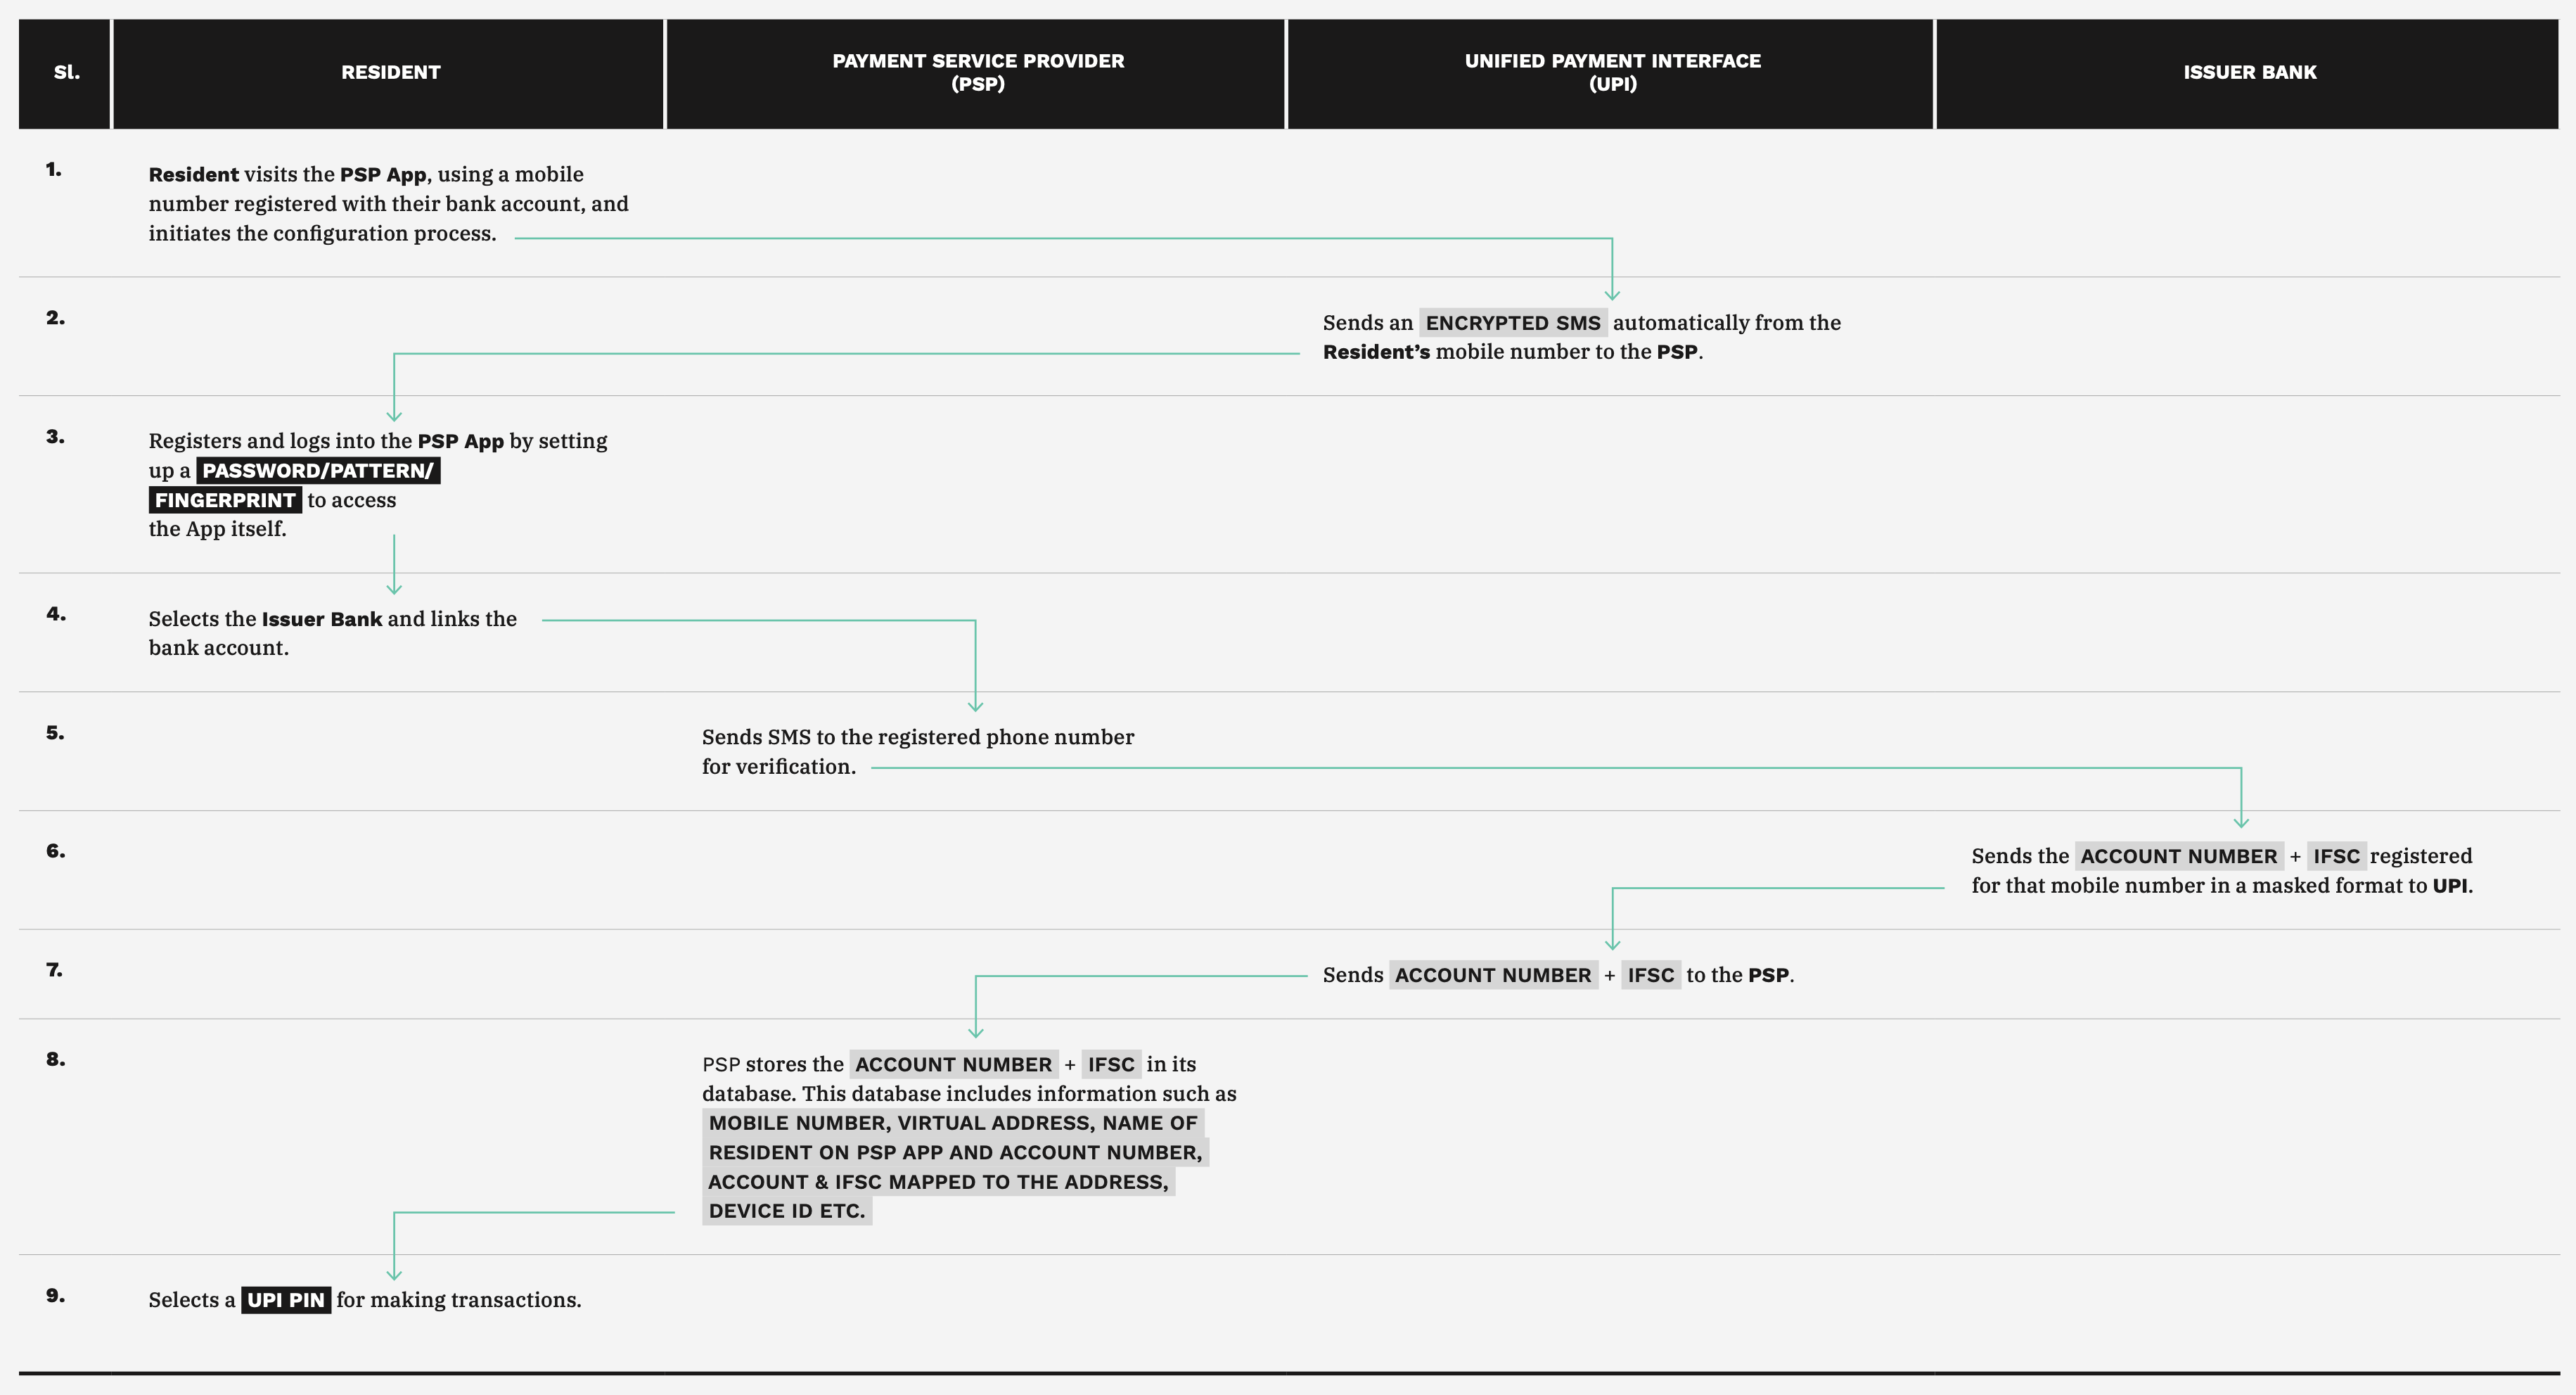 Sl.
RESIDENT
PAYMENT SERVICE PROVIDER
(PSP)
UNIFIED PAYMENT INTERFACE
(UPI)
ISSUER BANK
1.
Resident visits the PSP App, using a mobile
number registered with their bank account, and
initiates the configuration process.
2.
Sends an ENCRYPTED SMS automatically from the
Resident’s mobile number to the PSP.
3.
Registers and logs into the PSP App by setting
up a PASSWORD/PATTERN/
FINGERPRINT to access
the App itself.
4.
Selects the Issuer Bank and links the
bank account.
5.
Sends SMS to the registered phone number
for verification.
6.
Sends the ACCOUNT NUMBER + IFSC registered
for that mobile number in a masked format to UPI.
7.
Sends ACCOUNT NUMBER + IFSC to the PSP.
8.
PSP stores the ACCOUNT NUMBER + IFSC in its
database. This database includes information such as
MOBILE NUMBER, VIRTUAL ADDRESS, NAME OF
RESIDENT ON PSP APP AND ACCOUNT NUMBER,
ACCOUNT & IFSC MAPPED TO THE ADDRESS,
DEVICE ID ETC.
9.
Selects a UPI PIN for making transactions.